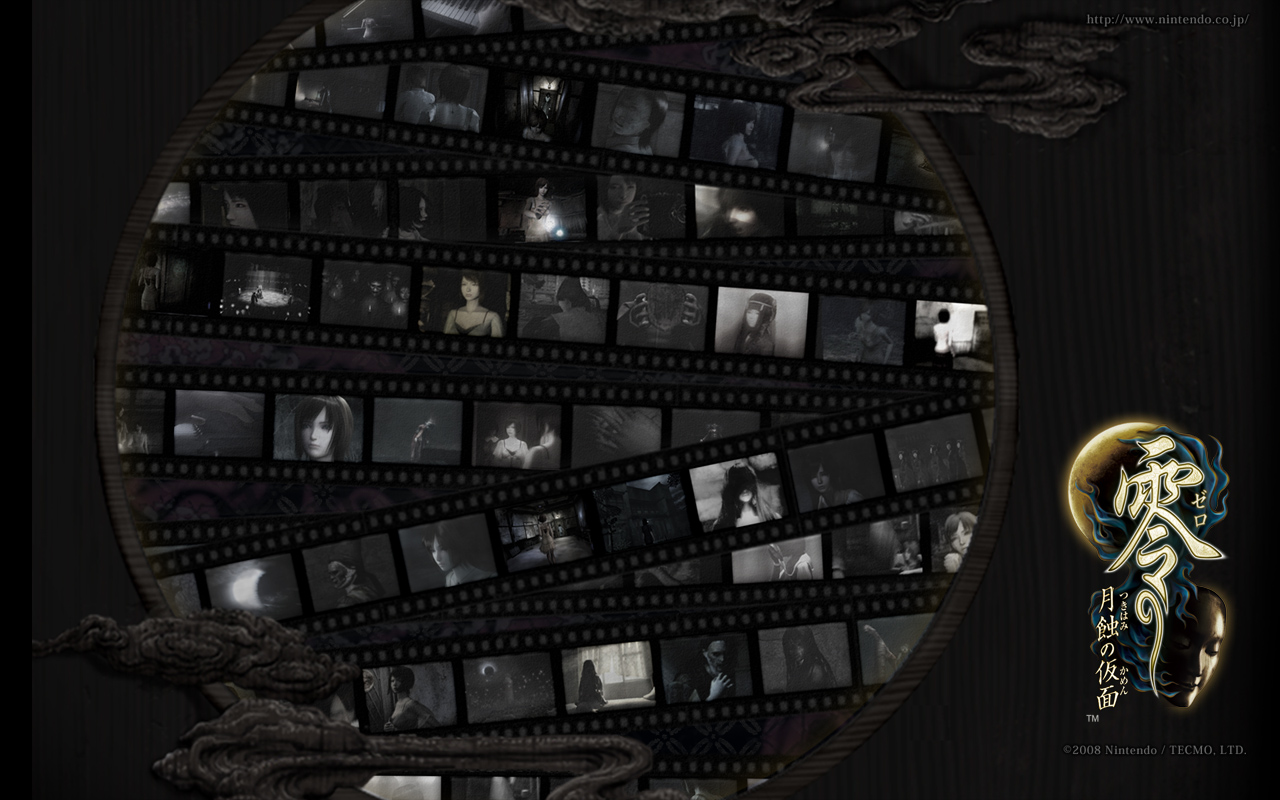 http://www.nintendo.co.jp/
零
ゼロ
月蝕の仮面
つきはみ
かめん
TM
©2008 Nintendo / TECMO, LTD.